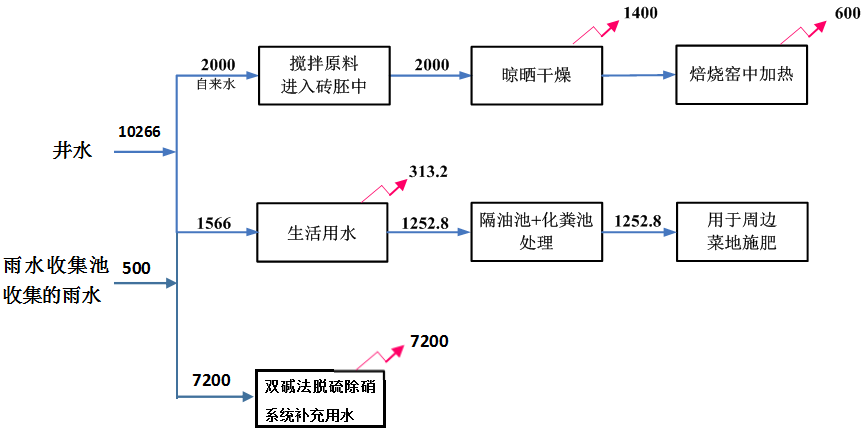 1400
600
2000
自来水
搅拌原料
进入砖胚中
2000
晾晒干燥
焙烧窑中加热
10266
井水
313.2
1566
生活用水
1252.8
隔油池+化粪池
处理
1252.8
用于周边
菜地施肥
雨水收集池
收集的雨水
500
7200
7200
双碱法脱硫除硝
系统补充用水